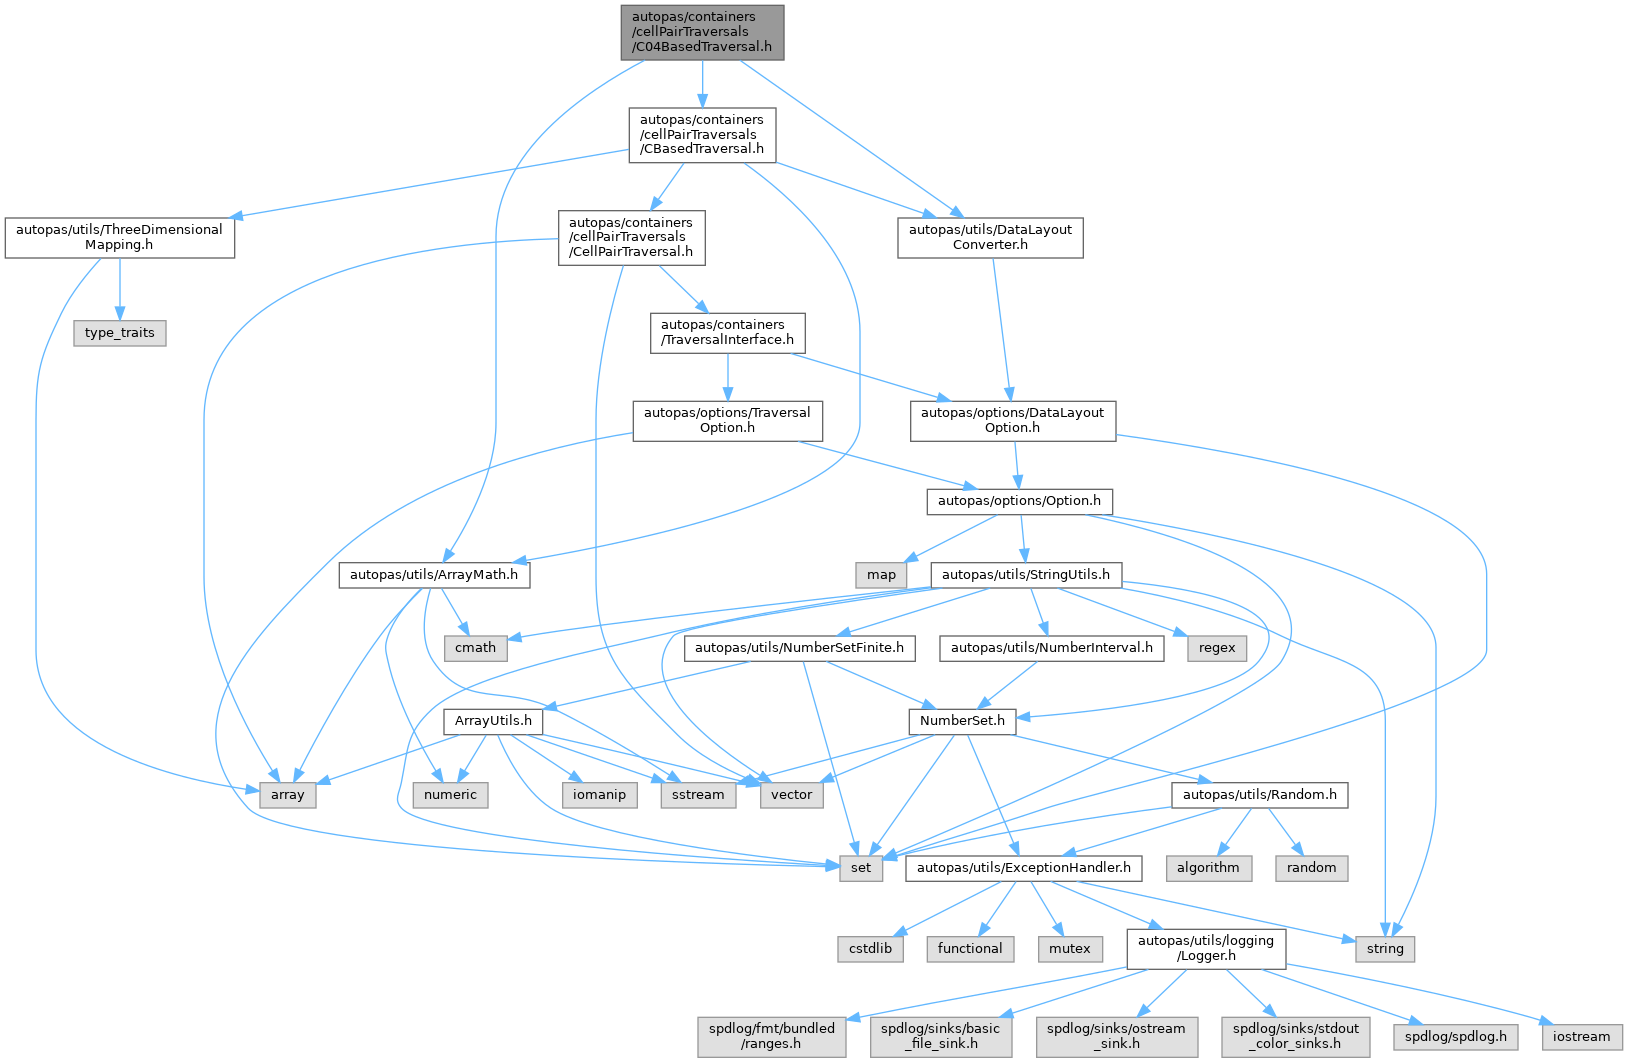 autopas/containers
/cellPairTraversals
/C04BasedTraversal.h
autopas/containers
/cellPairTraversals
/CBasedTraversal.h
autopas/utils/ThreeDimensional
Mapping.h
autopas/containers
/cellPairTraversals
/CellPairTraversal.h
autopas/utils/DataLayout
Converter.h
type_traits
autopas/containers
/TraversalInterface.h
autopas/options/Traversal
Option.h
autopas/options/DataLayout
Option.h
autopas/options/Option.h
autopas/utils/ArrayMath.h
map
autopas/utils/StringUtils.h
cmath
autopas/utils/NumberSetFinite.h
autopas/utils/NumberInterval.h
regex
ArrayUtils.h
NumberSet.h
array
numeric
iomanip
sstream
vector
autopas/utils/Random.h
set
autopas/utils/ExceptionHandler.h
algorithm
random
cstdlib
functional
mutex
autopas/utils/logging
/Logger.h
string
spdlog/fmt/bundled
/ranges.h
spdlog/sinks/basic
_file_sink.h
spdlog/sinks/ostream
_sink.h
spdlog/sinks/stdout
_color_sinks.h
spdlog/spdlog.h
iostream